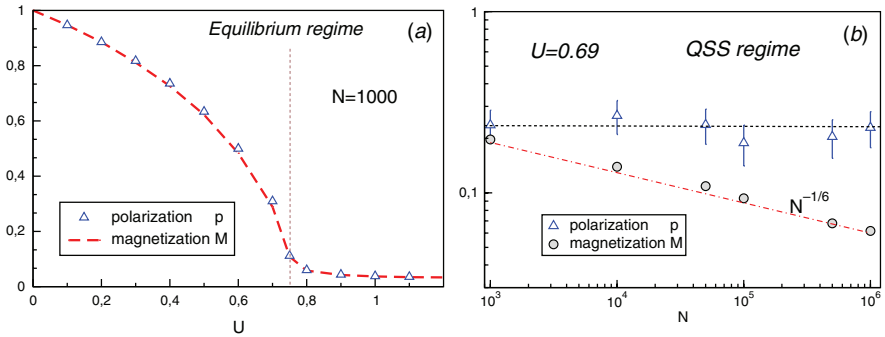 Equilibrium regime (a)
N=1000
polarization p
magnetization M
1
0,8
0,6
0,4
0,2
0
0 0,2 0,4 0,6 0,8 1
U
U=0.69 QSS regime (b)
N^{-1/6}
polarization p
magnetization M
1
0,1
10^3 10^4 10^5 10^6
N